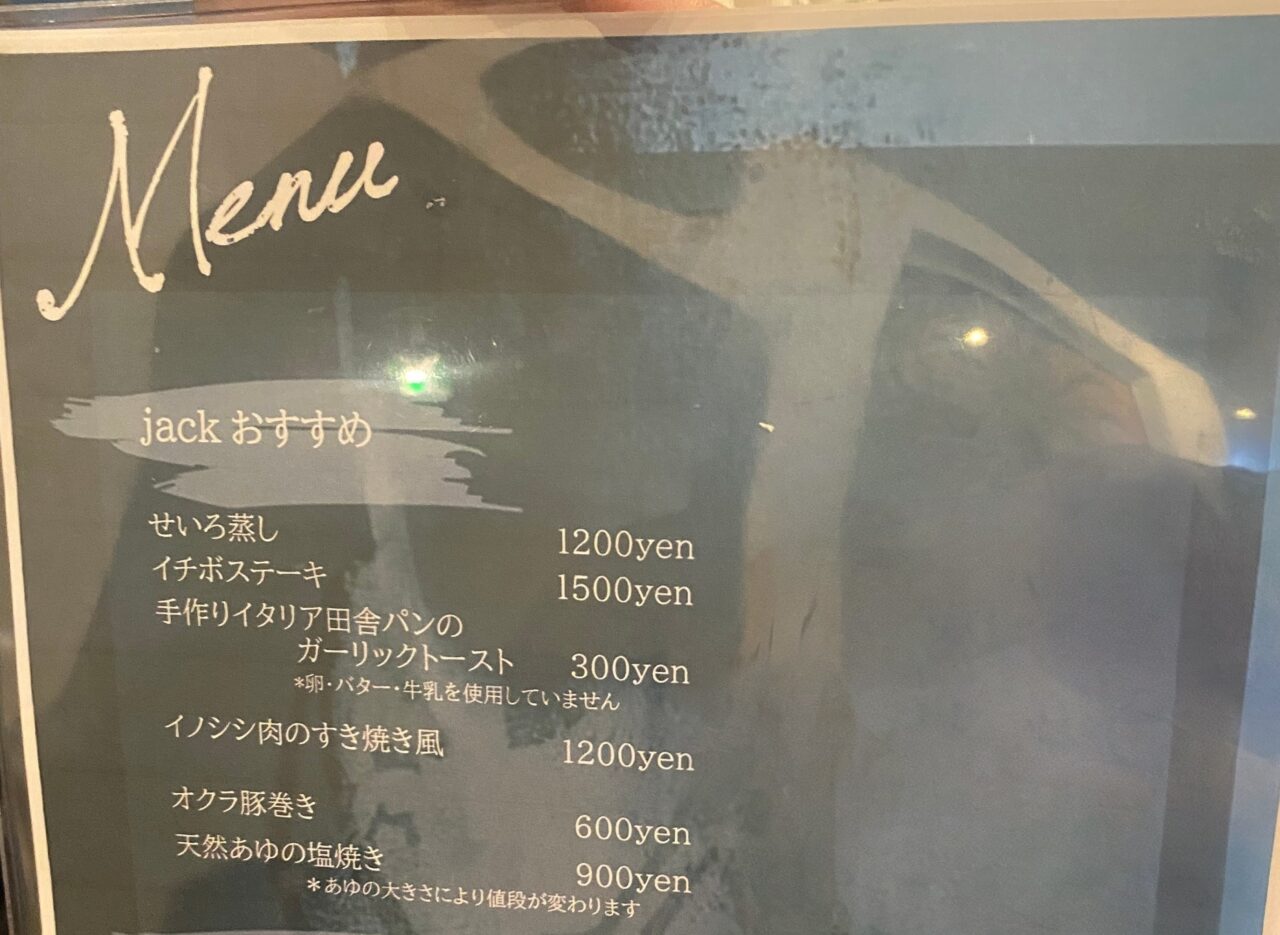 Menu
jack おすすめ
せいろ蒸し 1200yen
イチボステーキ 1500yen
手作りイタリア田舎パンの
ガーリックトースト 300yen
*卵・バター・牛乳を使用していません
イノシシ肉のすき焼き風 1200yen
オクラ豚巻き 600yen
天然あゆの塩焼き 900yen
*あゆの大きさにより値段が変わります